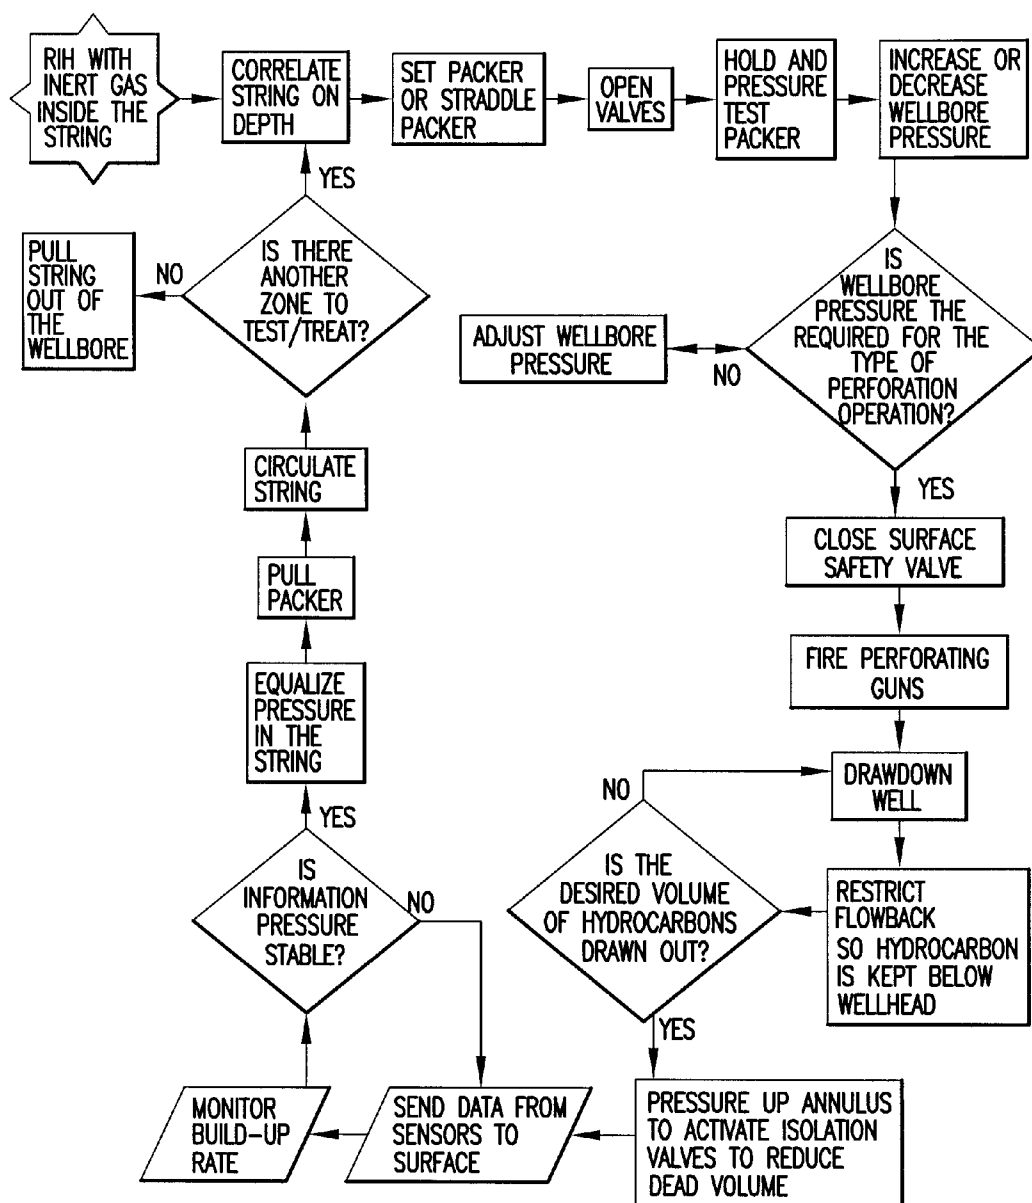 RIH WITH
INERT GAS
INSIDE THE
STRING
CORRELATE
STRING ON
DEPTH
SET PACKER
OR STRADDLE
PACKER
OPEN
VALVES
HOLD AND
PRESSURE
TEST
PACKER
INCREASE OR
DECREASE
WELLBORE
PRESSURE
IS
WELLBORE
PRESSURE THE
REQUIRED FOR THE
TYPE OF
PERFORATION
OPERATION?
NO
ADJUST WELLBORE
PRESSURE
YES
CLOSE SURFACE
SAFETY VALVE
FIRE PERFORATING
GUNS
DRAWDOWN
WELL
RESTRICT
FLOWBACK
SO HYDROCARBON
IS KEPT BELOW
WELLHEAD
IS THE
DESIRED VOLUME
OF HYDROCARBONS
DRAWN OUT?
NO
YES
PRESSURE UP ANNULUS
TO ACTIVATE ISOLATION
VALVES TO REDUCE
DEAD VOLUME
SEND DATA FROM
SENSORS TO
SURFACE
MONITOR
BUILD-UP
RATE
IS
INFORMATION
PRESSURE
STABLE?
NO
YES
EQUALIZE
PRESSURE
IN THE
STRING
PULL
PACKER
CIRCULATE
STRING
IS THERE
ANOTHER
ZONE TO
TEST/TREAT?
YES
NO
PULL
STRING
OUT OF
THE
WELLBORE